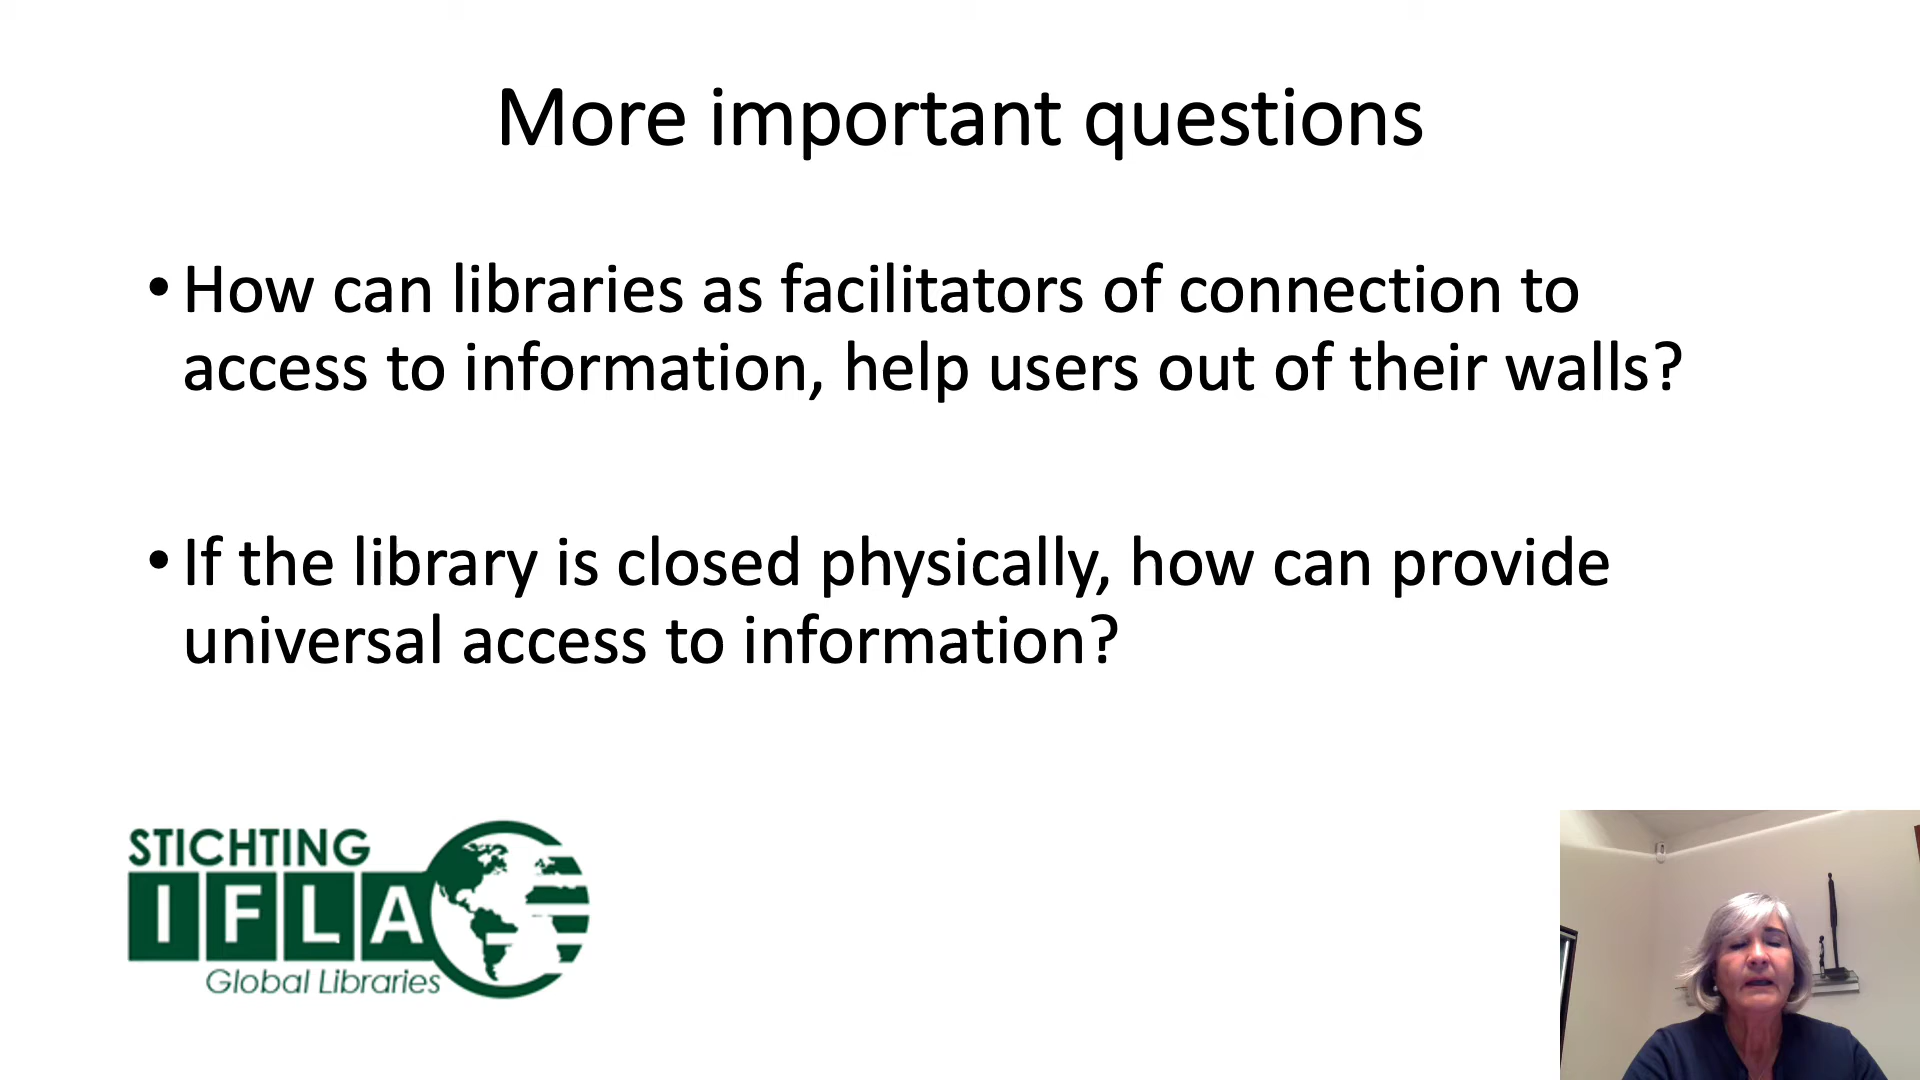 More important questions
• How can libraries as facilitators of connection to
access to information, help users out of their walls?
• If the library is closed physically, how can provide
universal access to information?
STICHTING
IFLA
Global Libraries